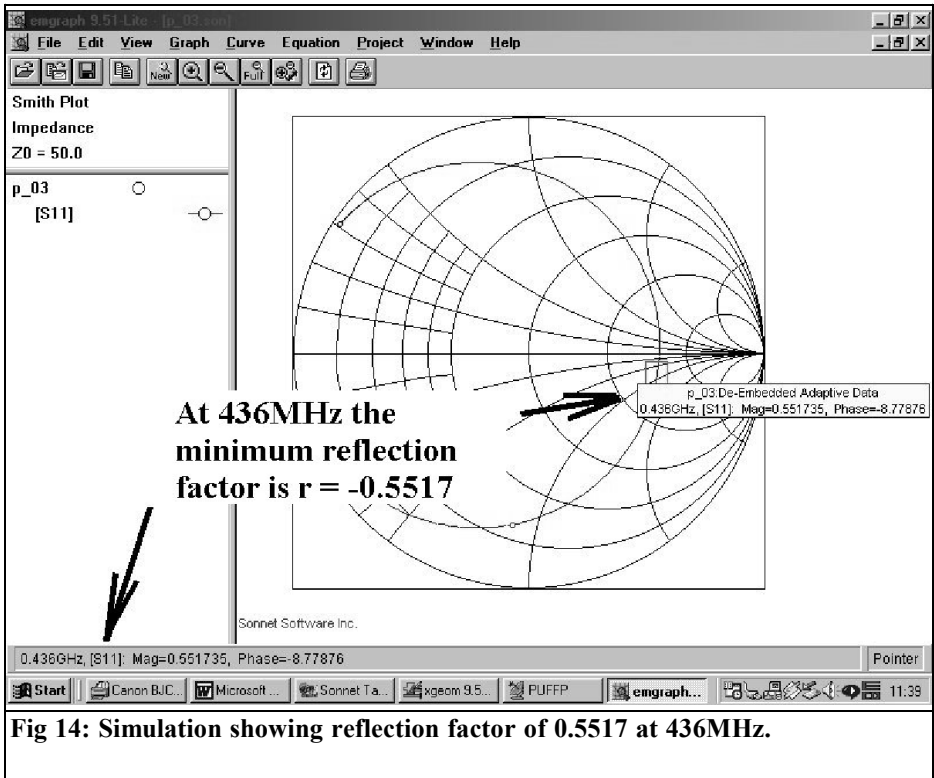 emgraph 9.51-Lite - [p_03.son]
File Edit View Graph Curve Equation Project Window Help
New Full
Smith Plot
Impedance
Z0 = 50.0
p_03
[S11]
p_03:De-Embedded Adaptive Data
0.436GHz, [S11]: Mag=0.551735, Phase=-8.77876
At 436MHz the
minimum reflection
factor is r = -0.5517
Sonnet Software Inc.
0.436GHz, [S11]: Mag=0.551735, Phase=-8.77876 Pointer
Start Canon BJC... Microsoft ... Sonnet Ta... xgeom 9.5... PUFFP emgraph... 11:39
Fig 14: Simulation showing reflection factor of 0.5517 at 436MHz.